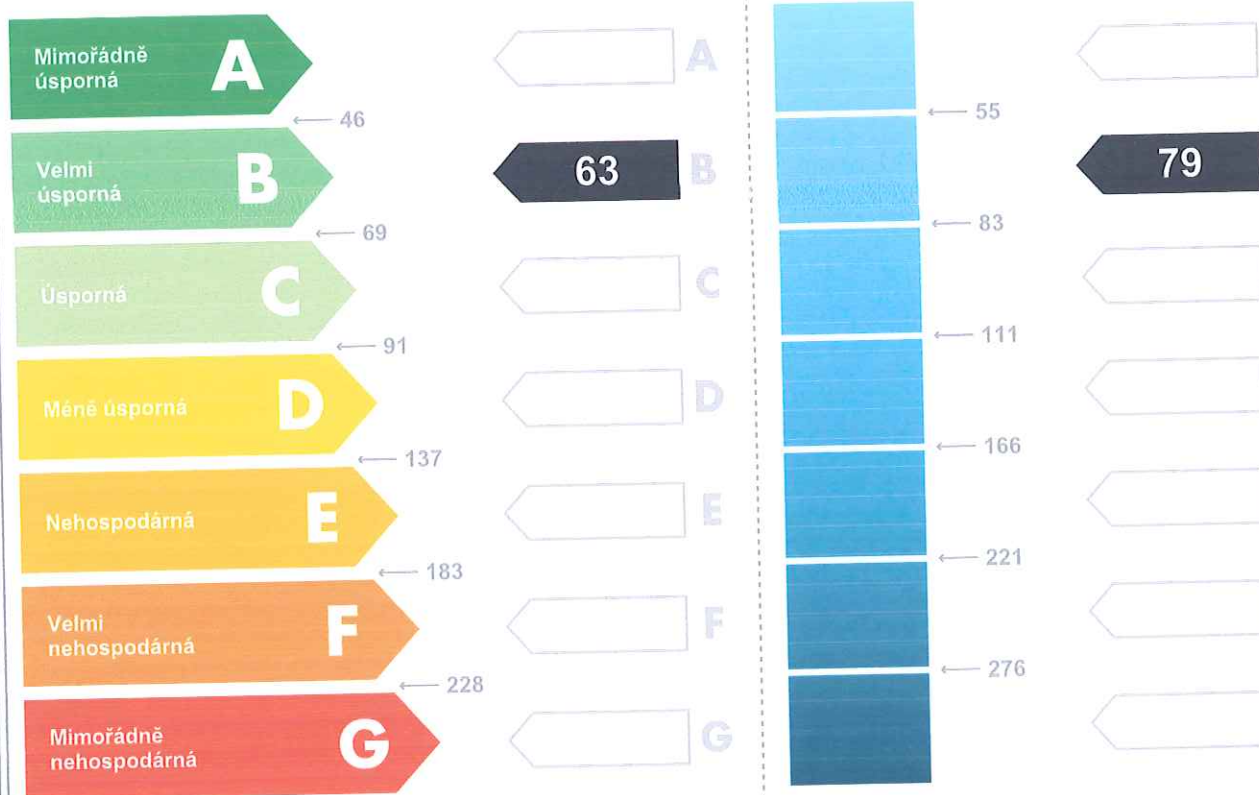 Mimořádně
úsporná
A
A
46
55
Velmi
úsporná
B
63
B
79
69
83
Úsporná
C
C
91
111
Méně úsporná
D
D
137
166
Nehospodárná
E
E
183
221
Velmi
nehospodárná
F
F
228
276
Mimořádně
nehospodárná
G
G